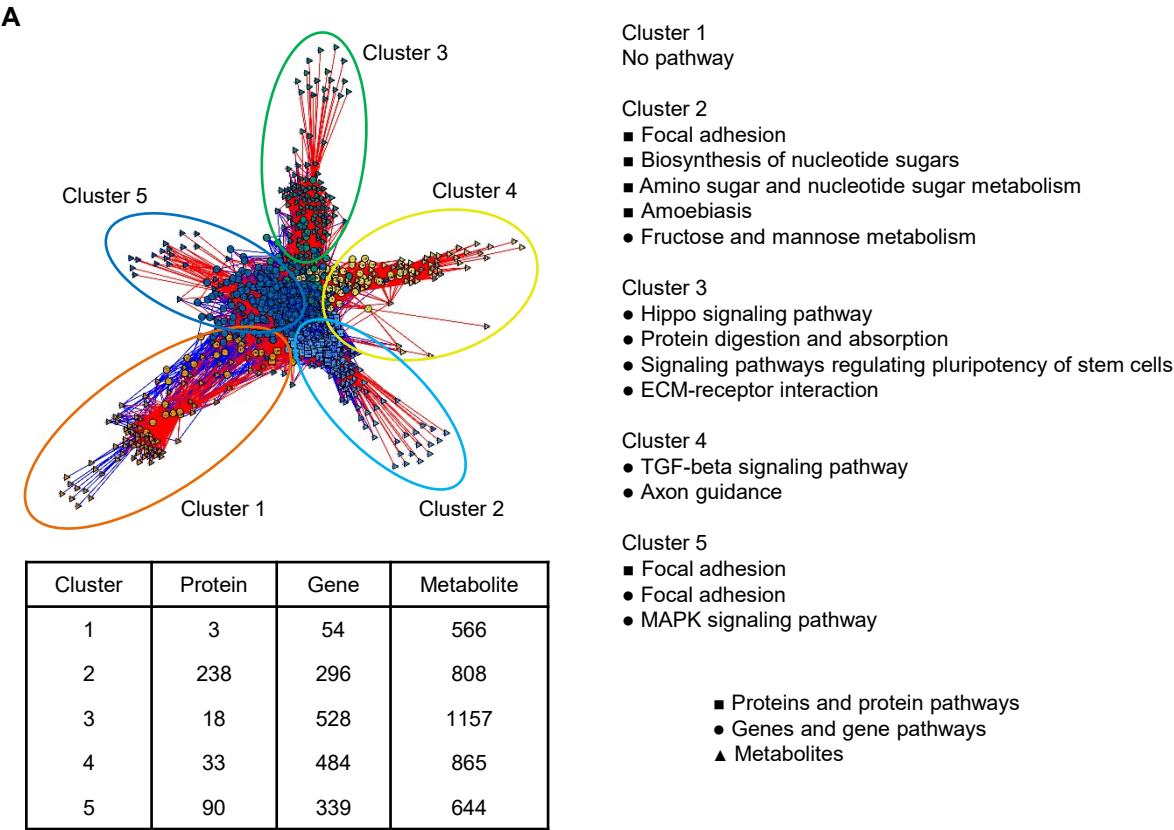 A
Cluster 3
Cluster 4
Cluster 5
Cluster 1
Cluster 2
Cluster Protein Gene Metabolite
1 3 54 566
2 238 296 808
3 18 528 1157
4 33 484 865
5 90 339 644
Cluster 1
No pathway
Cluster 2
■ Focal adhesion
■ Biosynthesis of nucleotide sugars
■ Amino sugar and nucleotide sugar metabolism
■ Amoebiasis
● Fructose and mannose metabolism
Cluster 3
● Hippo signaling pathway
● Protein digestion and absorption
● Signaling pathways regulating pluripotency of stem cells
● ECM-receptor interaction
Cluster 4
● TGF-beta signaling pathway
● Axon guidance
Cluster 5
■ Focal adhesion
● Focal adhesion
● MAPK signaling pathway
■ Proteins and protein pathways
● Genes and gene pathways
▲ Metabolites